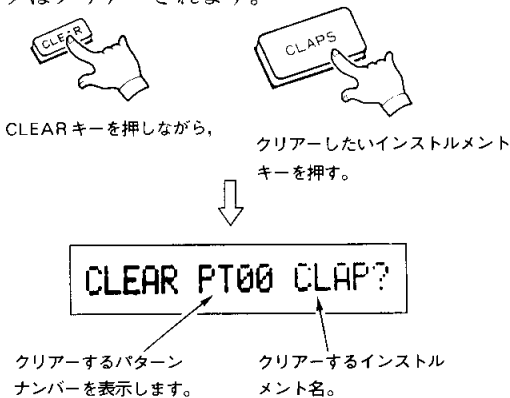 クリアーされます。
CLEAR
CLAPS
CLEARキーを押しながら,
クリアーしたいインストルメント
キーを押す。
CLEAR PT00 CLAP?
クリアーするパターン
ナンバーを表示します。
クリアーするインストル
メント名。